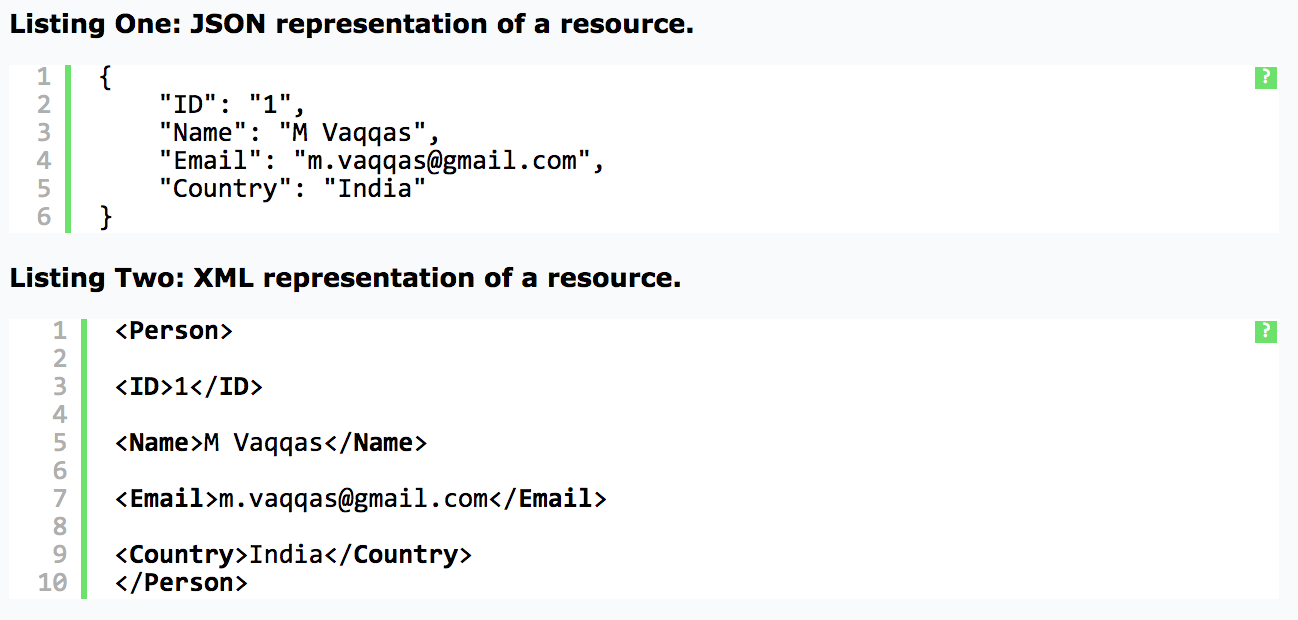 Listing One: JSON representation of a resource.
1 {
?
2     "ID": "1",
3     "Name": "M Vaqqas",
4     "Email": "m.vaqqas@gmail.com",
5     "Country": "India"
6 }
Listing Two: XML representation of a resource.
1 <Person>
?
2
3 <ID>1</ID>
4
5 <Name>M Vaqqas</Name>
6
7 <Email>m.vaqqas@gmail.com</Email>
8
9 <Country>India</Country>
10 </Person>